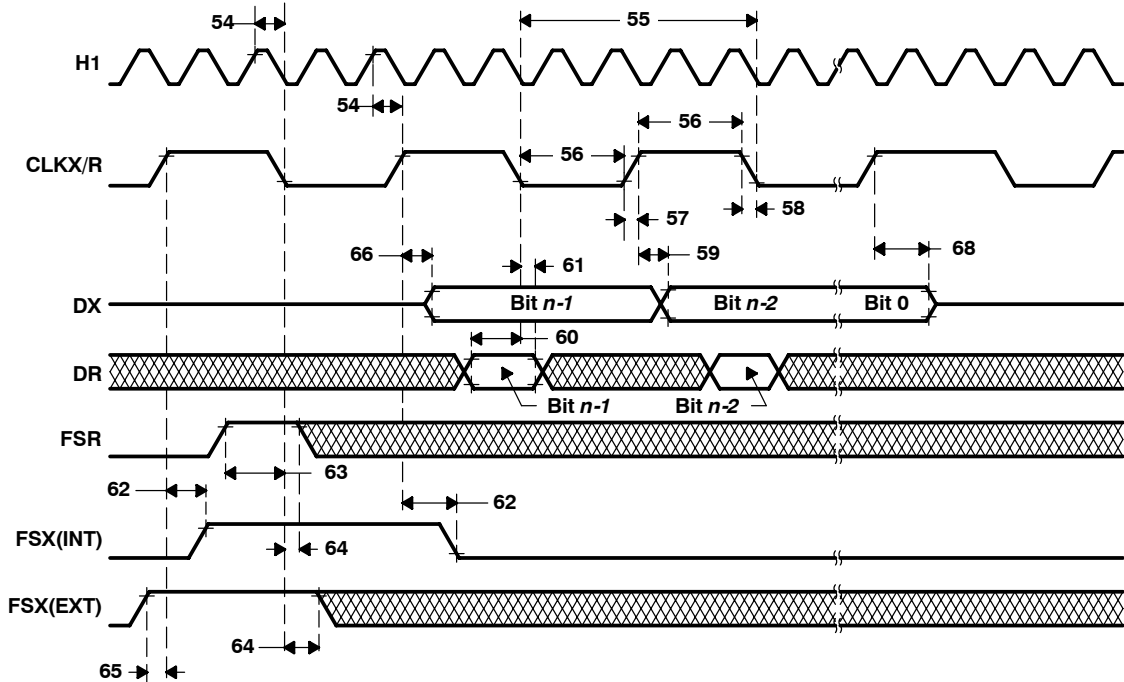 54
55
H1
54
56
56
CLKX/R
57
58
66
61
59
68
DX
Bit n-1
Bit n-2
Bit 0
60
DR
Bit n-1
Bit n-2
FSR
63
62
62
FSX(INT)
64
FSX(EXT)
64
65